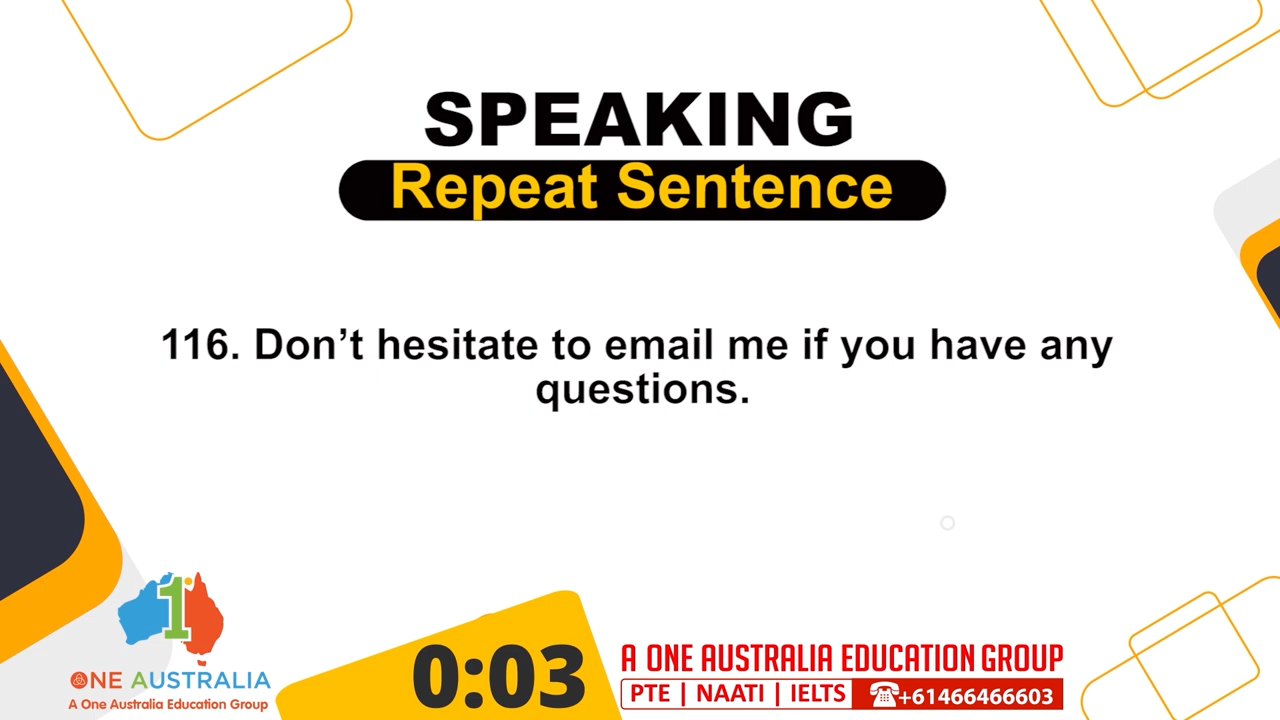 SPEAKING
Repeat Sentence
116. Don’t hesitate to email me if you have any
questions.
1
ONE AUSTRALIA
A One Australia Education Group
0:03
A ONE AUSTRALIA EDUCATION GROUP
PTE | NAATI | IELTS +61466466603